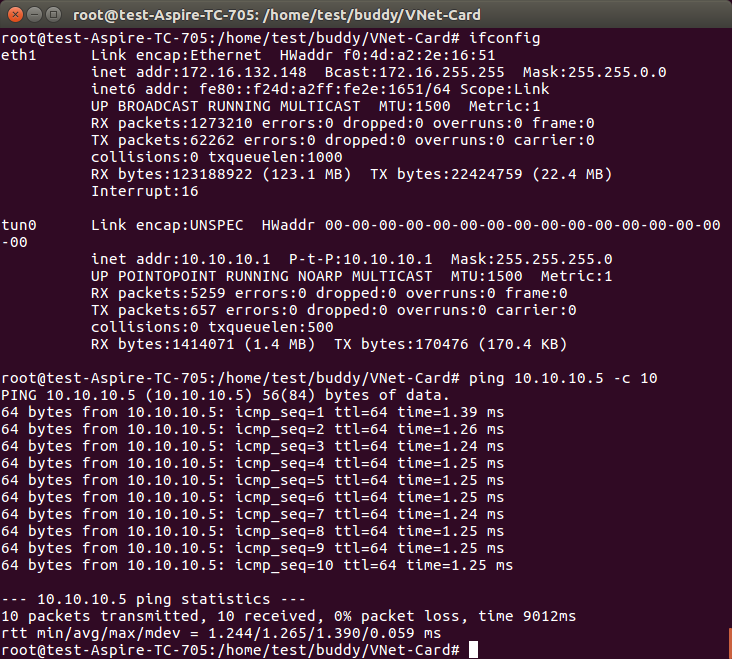 root@test-Aspire-TC-705: /home/test/buddy/VNet-Card
root@test-Aspire-TC-705:/home/test/buddy/VNet-Card# ifconfig
eth1      Link encap:Ethernet  HWaddr f0:4d:a2:2e:16:51
          inet addr:172.16.132.148  Bcast:172.16.255.255  Mask:255.255.0.0
          inet6 addr: fe80::f24d:a2ff:fe2e:1651/64 Scope:Link
          UP BROADCAST RUNNING MULTICAST  MTU:1500  Metric:1
          RX packets:1273210 errors:0 dropped:0 overruns:0 frame:0
          TX packets:62262 errors:0 dropped:0 overruns:0 carrier:0
          collisions:0 txqueuelen:1000
          RX bytes:123188922 (123.1 MB)  TX bytes:22424759 (22.4 MB)
          Interrupt:16
tun0      Link encap:UNSPEC  HWaddr 00-00-00-00-00-00-00-00-00-00-00-00-00-00-00
-00
          inet addr:10.10.10.1  P-t-P:10.10.10.1  Mask:255.255.255.0
          UP POINTOPOINT RUNNING NOARP MULTICAST  MTU:1500  Metric:1
          RX packets:5259 errors:0 dropped:0 overruns:0 frame:0
          TX packets:657 errors:0 dropped:0 overruns:0 carrier:0
          collisions:0 txqueuelen:500
          RX bytes:1414071 (1.4 MB)  TX bytes:170476 (170.4 KB)
root@test-Aspire-TC-705:/home/test/buddy/VNet-Card# ping 10.10.10.5 -c 10
PING 10.10.10.5 (10.10.10.5) 56(84) bytes of data.
64 bytes from 10.10.10.5: icmp_seq=1 ttl=64 time=1.39 ms
64 bytes from 10.10.10.5: icmp_seq=2 ttl=64 time=1.26 ms
64 bytes from 10.10.10.5: icmp_seq=3 ttl=64 time=1.24 ms
64 bytes from 10.10.10.5: icmp_seq=4 ttl=64 time=1.25 ms
64 bytes from 10.10.10.5: icmp_seq=5 ttl=64 time=1.25 ms
64 bytes from 10.10.10.5: icmp_seq=6 ttl=64 time=1.25 ms
64 bytes from 10.10.10.5: icmp_seq=7 ttl=64 time=1.24 ms
64 bytes from 10.10.10.5: icmp_seq=8 ttl=64 time=1.25 ms
64 bytes from 10.10.10.5: icmp_seq=9 ttl=64 time=1.25 ms
64 bytes from 10.10.10.5: icmp_seq=10 ttl=64 time=1.25 ms
--- 10.10.10.5 ping statistics ---
10 packets transmitted, 10 received, 0% packet loss, time 9012ms
rtt min/avg/max/mdev = 1.244/1.265/1.390/0.059 ms
root@test-Aspire-TC-705:/home/test/buddy/VNet-Card#